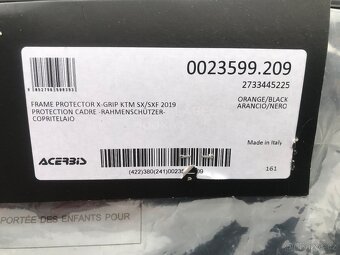 0023599.209
2733445225
FRAME PROTECTOR X-GRIP KTM SX/SXF 2019
PROTECTION CADRE -RAHMENSCHÜTZER-
COPRITELAIO
ORANGE/BLACK
ARANCIO/NERO
Made in Italy
ACERBIS
161
PORTÉE DES ENFANTS POUR